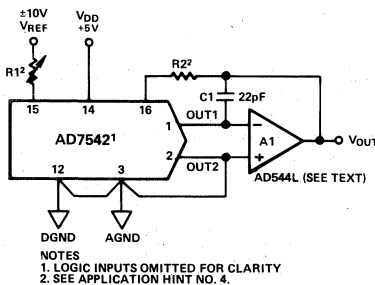 ±10V
VREF
VDD
+5V
R1²
R2²
C1
22pF
15
14
16
AD7542¹
1
OUT1
2
OUT2
12
3
−
+
A1
VOUT
AD544L (SEE TEXT)
DGND
AGND
NOTES
1. LOGIC INPUTS OMITTED FOR CLARITY
2. SEE APPLICATION HINT NO. 4.